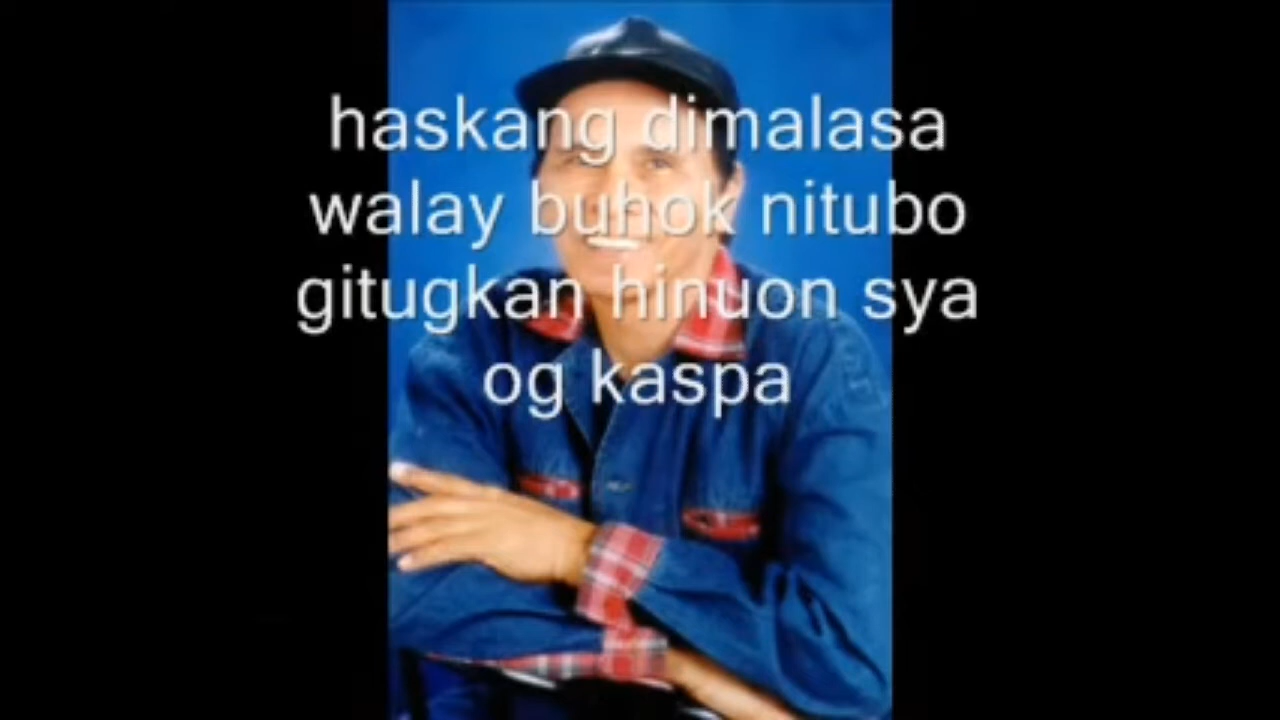 haskang dimalasa
walay buhok nitubo
gitugkan hinuon sya
og kaspa